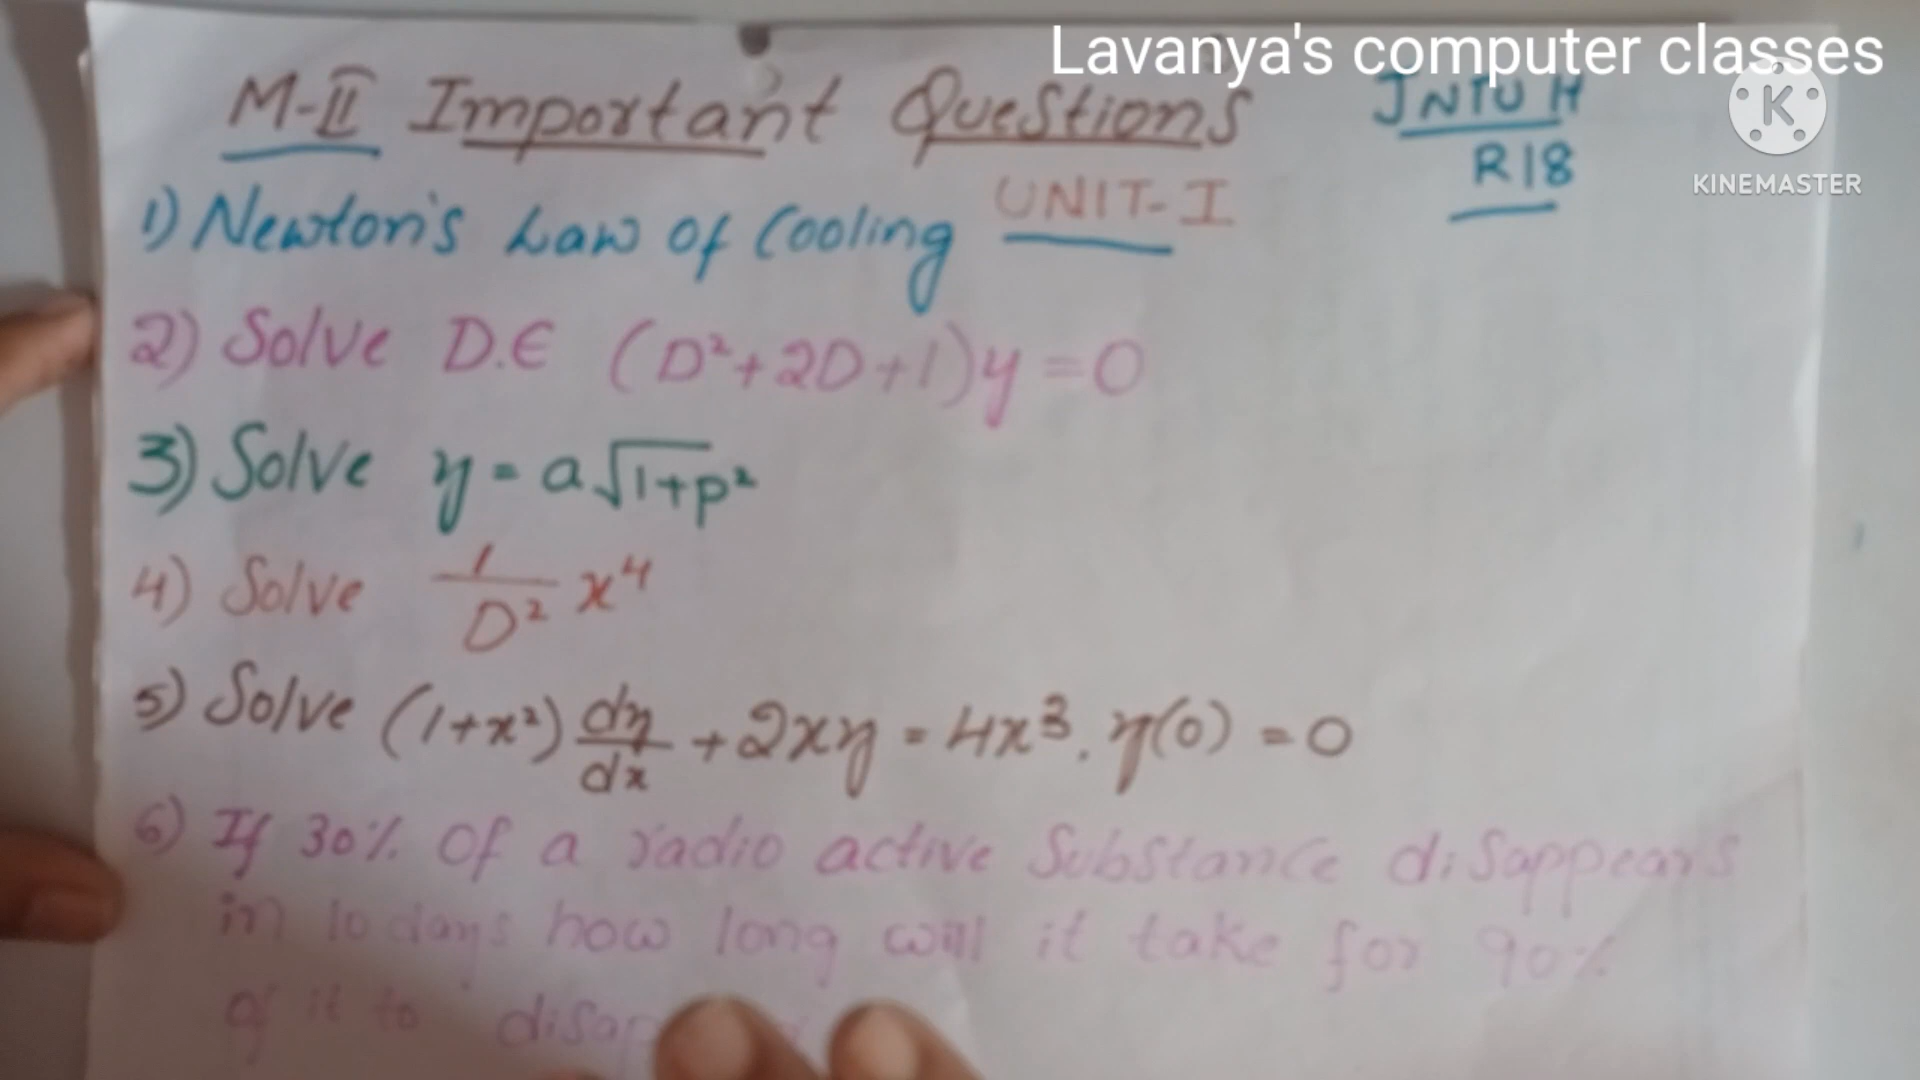 Lavanya's computer classes
M-II Important Questions
JNTUH
R18
KINEMASTER
UNIT-I
1) Newton's Law of Cooling
2) Solve D.E (D²+2D+1)y=0
3) Solve y = a√1+p²
4) Solve 1/D² x⁴
5) Solve (1+x²) dy/dx + 2xy = 4x³. y(0) = 0
6) If 30% of a radio active Substance disappears
in 10 days how long will it take for 90%
of it to